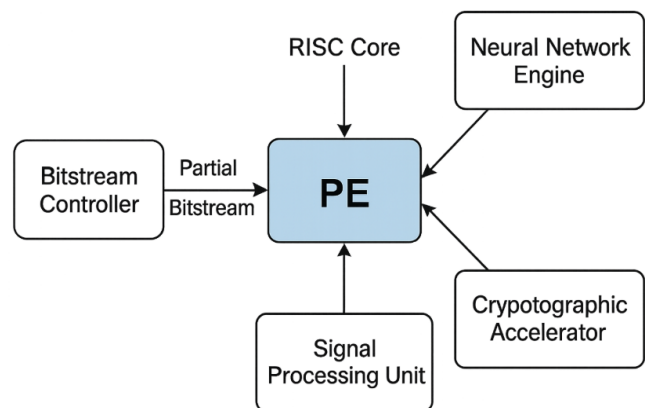 RISC Core
Neural Network
Engine
Bitstream
Controller
Partial
Bitstream
PE
Signal
Processing Unit
Crypotographic
Accelerator